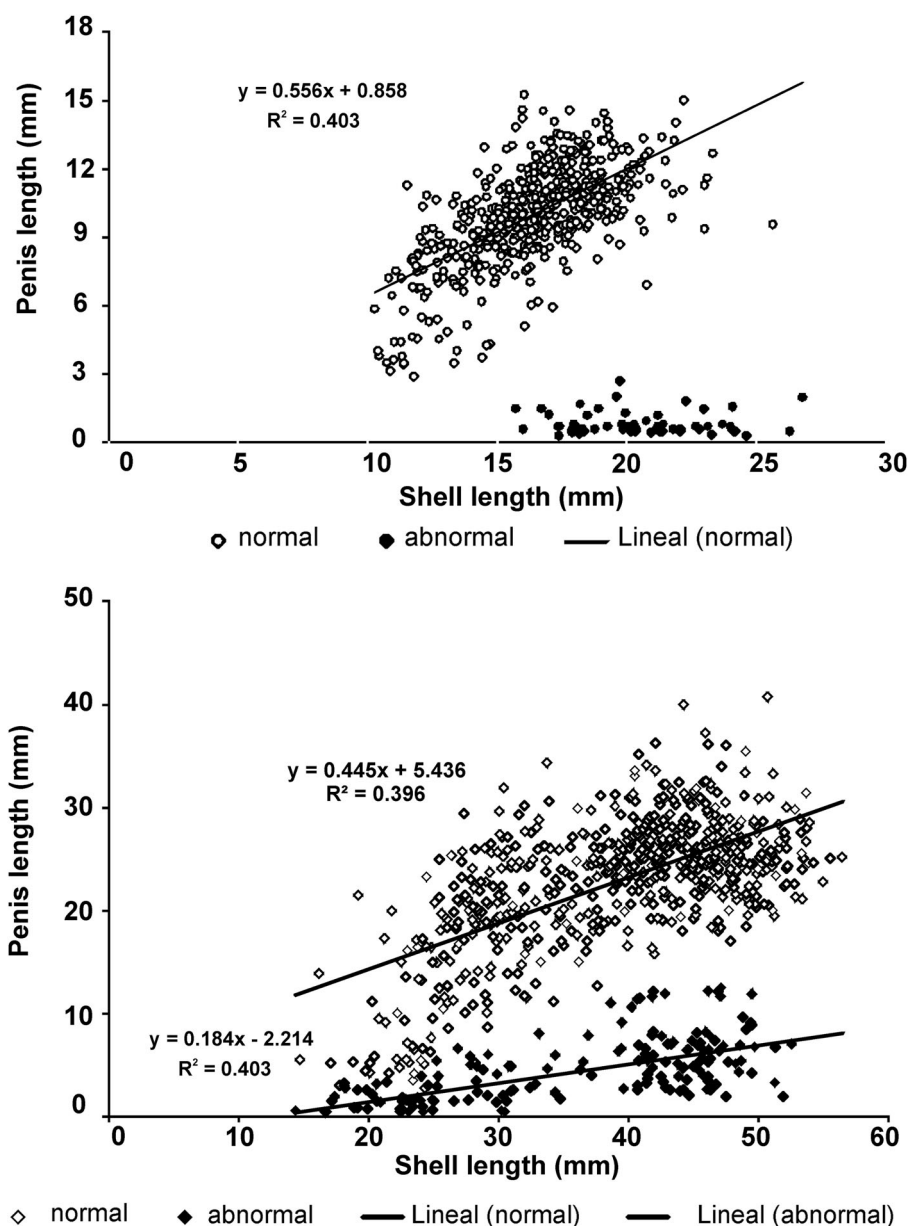 18
15
12
9
6
3
0
Penis length (mm)
y = 0.556x + 0.858
R² = 0.403
0 5 10 15 20 25 30
Shell length (mm)
normal abnormal Lineal (normal)
50
40
30
20
10
0
Penis length (mm)
y = 0.445x + 5.436
R² = 0.396
y = 0.184x - 2.214
R² = 0.403
0 10 20 30 40 50 60
Shell length (mm)
normal abnormal Lineal (normal) Lineal (abnormal)